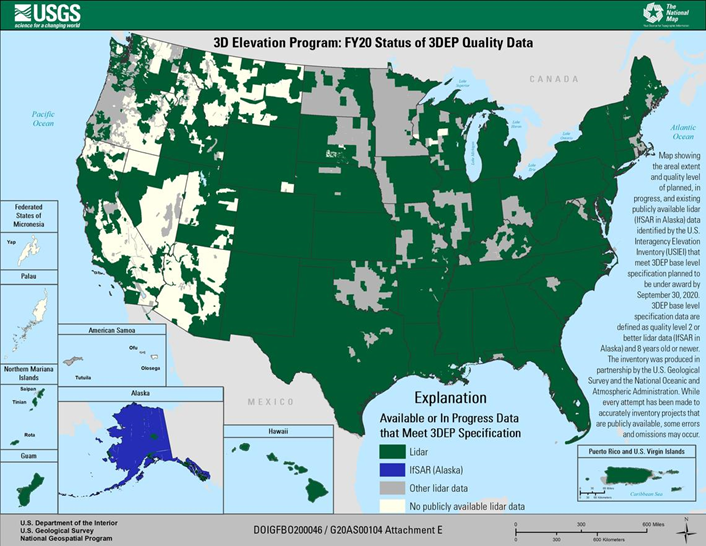 USGS
science for a changing world
The
National
Map
3D Elevation Program: FY20 Status of 3DEP Quality Data
CANADA
Pacific
Ocean
Lake
Superior
Atlantic
Ocean
Map showing
the areal extent
and quality level
of planned, in
progress, and existing
publicly available lidar
(IfSAR in Alaska) data
identified by the U.S.
Interagency Elevation
Inventory (USIEI) that
meet 3DEP base level
specification planned to
be under award by
September 30, 2020.
3DEP base level
specification data are
defined as quality level 2 or
better lidar data (IfSAR in
Alaska) and 8 years old or newer.
The inventory was produced in
partnership by the U.S. Geological
Survey and the National Oceanic and
Atmospheric Administration. While
every attempt has been made to
accurately inventory projects that
are publicly available, some errors
and omissions may occur.
Federated
States of
Micronesia
Yap
Palau
American Samoa
Ofu
Olosega
Tutuila
Northern Mariana
Islands
Saipan
Tinian
Rota
Guam
Alaska
MEXICO
Hawaii
Explanation
Available or In Progress Data
that Meet 3DEP Specification
Lidar
IfSAR (Alaska)
Other lidar data
No publicly available lidar data
Puerto Rico and U.S. Virgin Islands
Caribbean Sea
U.S. Department of the Interior
U.S. Geological Survey
National Geospatial Program
DOIGFBO200046 / G20AS00104 Attachment E
0 300 600 Miles
0 300 600 Kilometers
N